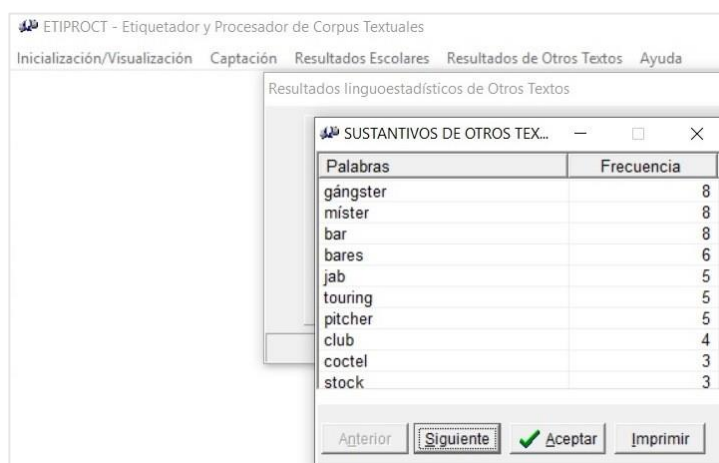 ETIPROCT - Etiquetador y Procesador de Corpus Textuales
Inicialización/Visualización Captación Resultados Escolares Resultados de Otros Textos Ayuda
Resultados linguoestadísticos de Otros Textos
SUSTANTIVOS DE OTROS TEX...
Palabras Frecuencia
gángster 8
míster 8
bar 8
bares 6
jab 5
touring 5
pitcher 5
club 4
coctel 3
stock 3
Anterior Siguiente Aceptar Imprimir